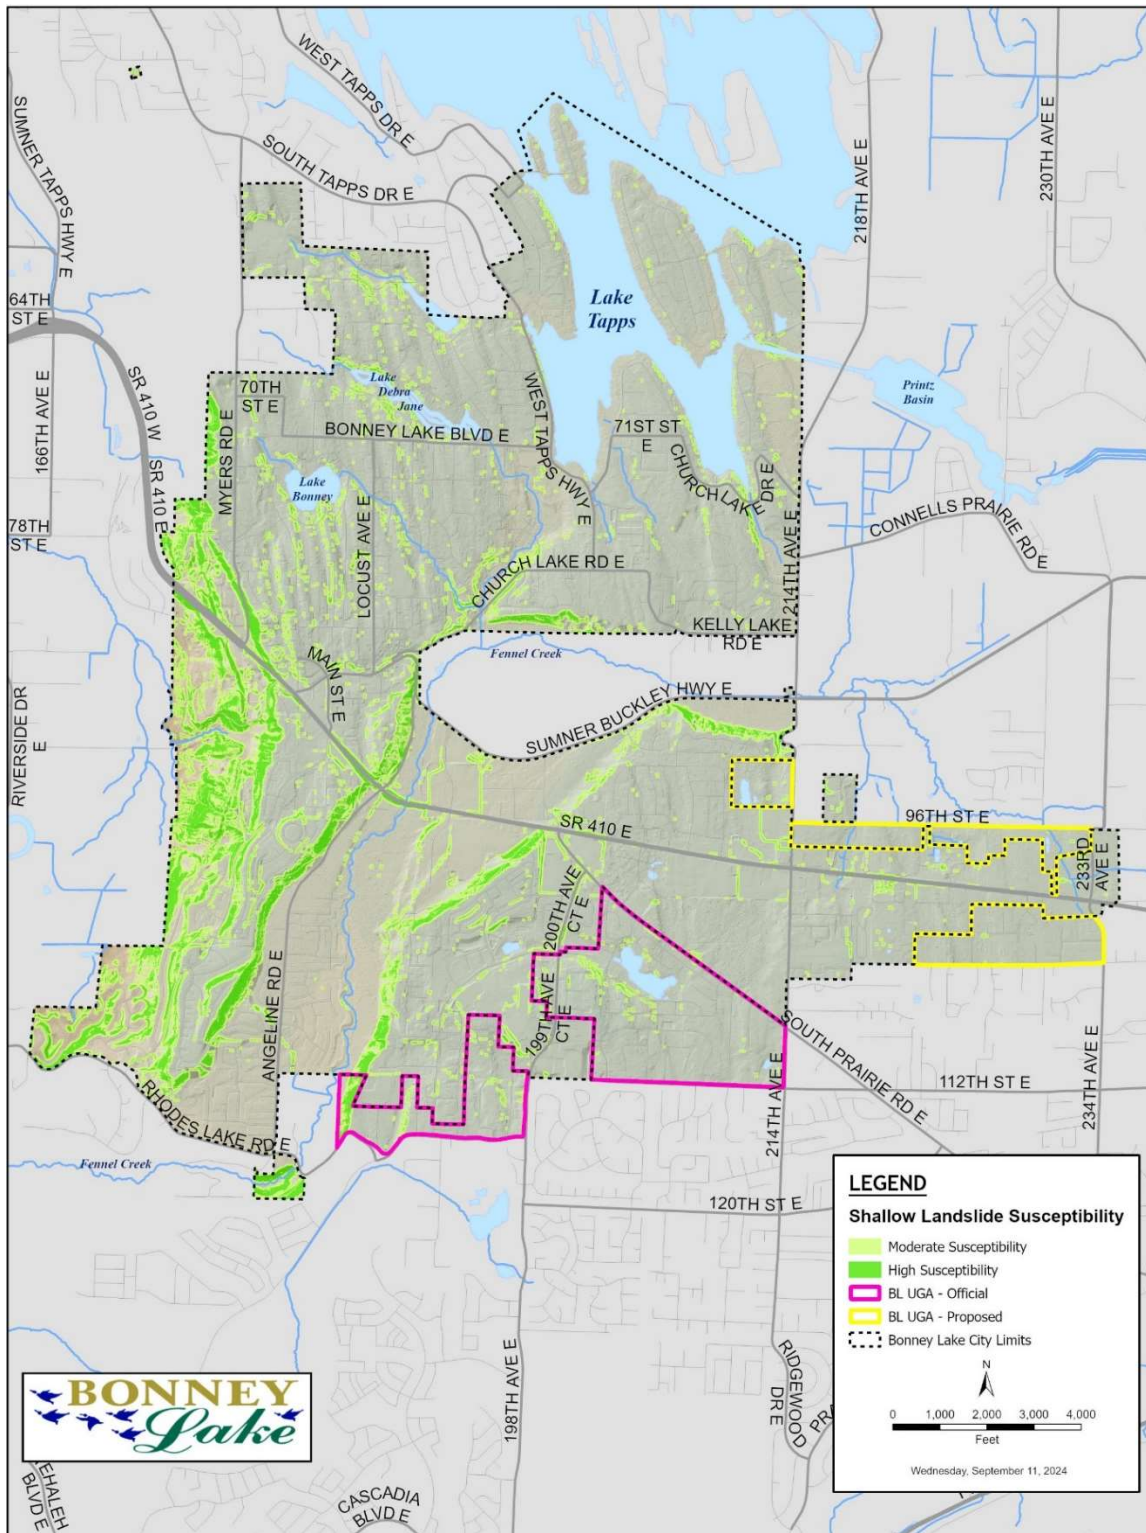 WEST TAPPS DR E
SUMNER TAPPS HWY E
SOUTH TAPPS DR E
218TH AVE E
230TH AVE E
64TH
ST E
Lake
Tapps
SR 410 W
166TH AVE E
70TH
ST E
Lake
Debra
Jane
Printz
Basin
MYERS RD E
BONNEY LAKE BLVD E
WEST TAPPS HWY E
71ST ST
E
CHURCH LAKE DR E
Lake
Bonney
SR 410 E
78TH
ST E
LOCUST AVE E
214TH AVE E
CONNELLS PRAIRIE RD E
CHURCH LAKE RD E
KELLY LAKE
RD E
MAIN ST E
Fennel Creek
RIVERSIDE DR
E
SUMNER BUCKLEY HWY E
SR 410 E
96TH ST E
233RD
AVE E
200TH AVE
CT E
ANGELINE RD E
199TH AVE
CT E
SOUTH PRAIRIE RD E
214TH AVE E
112TH ST E
234TH AVE E
RHODES LAKE RD E
Fennel Creek
120TH ST E
198TH AVE E
RIDGEWOOD
DR E
CASCADIA
BLVD E
BLVD E
BONNEY
Lake
LEGEND
Shallow Landslide Susceptibility
Moderate Susceptibility
High Susceptibility
BL UGA - Official
BL UGA - Proposed
Bonney Lake City Limits
N
0 1,000 2,000 3,000 4,000
Feet
Wednesday, September 11, 2024